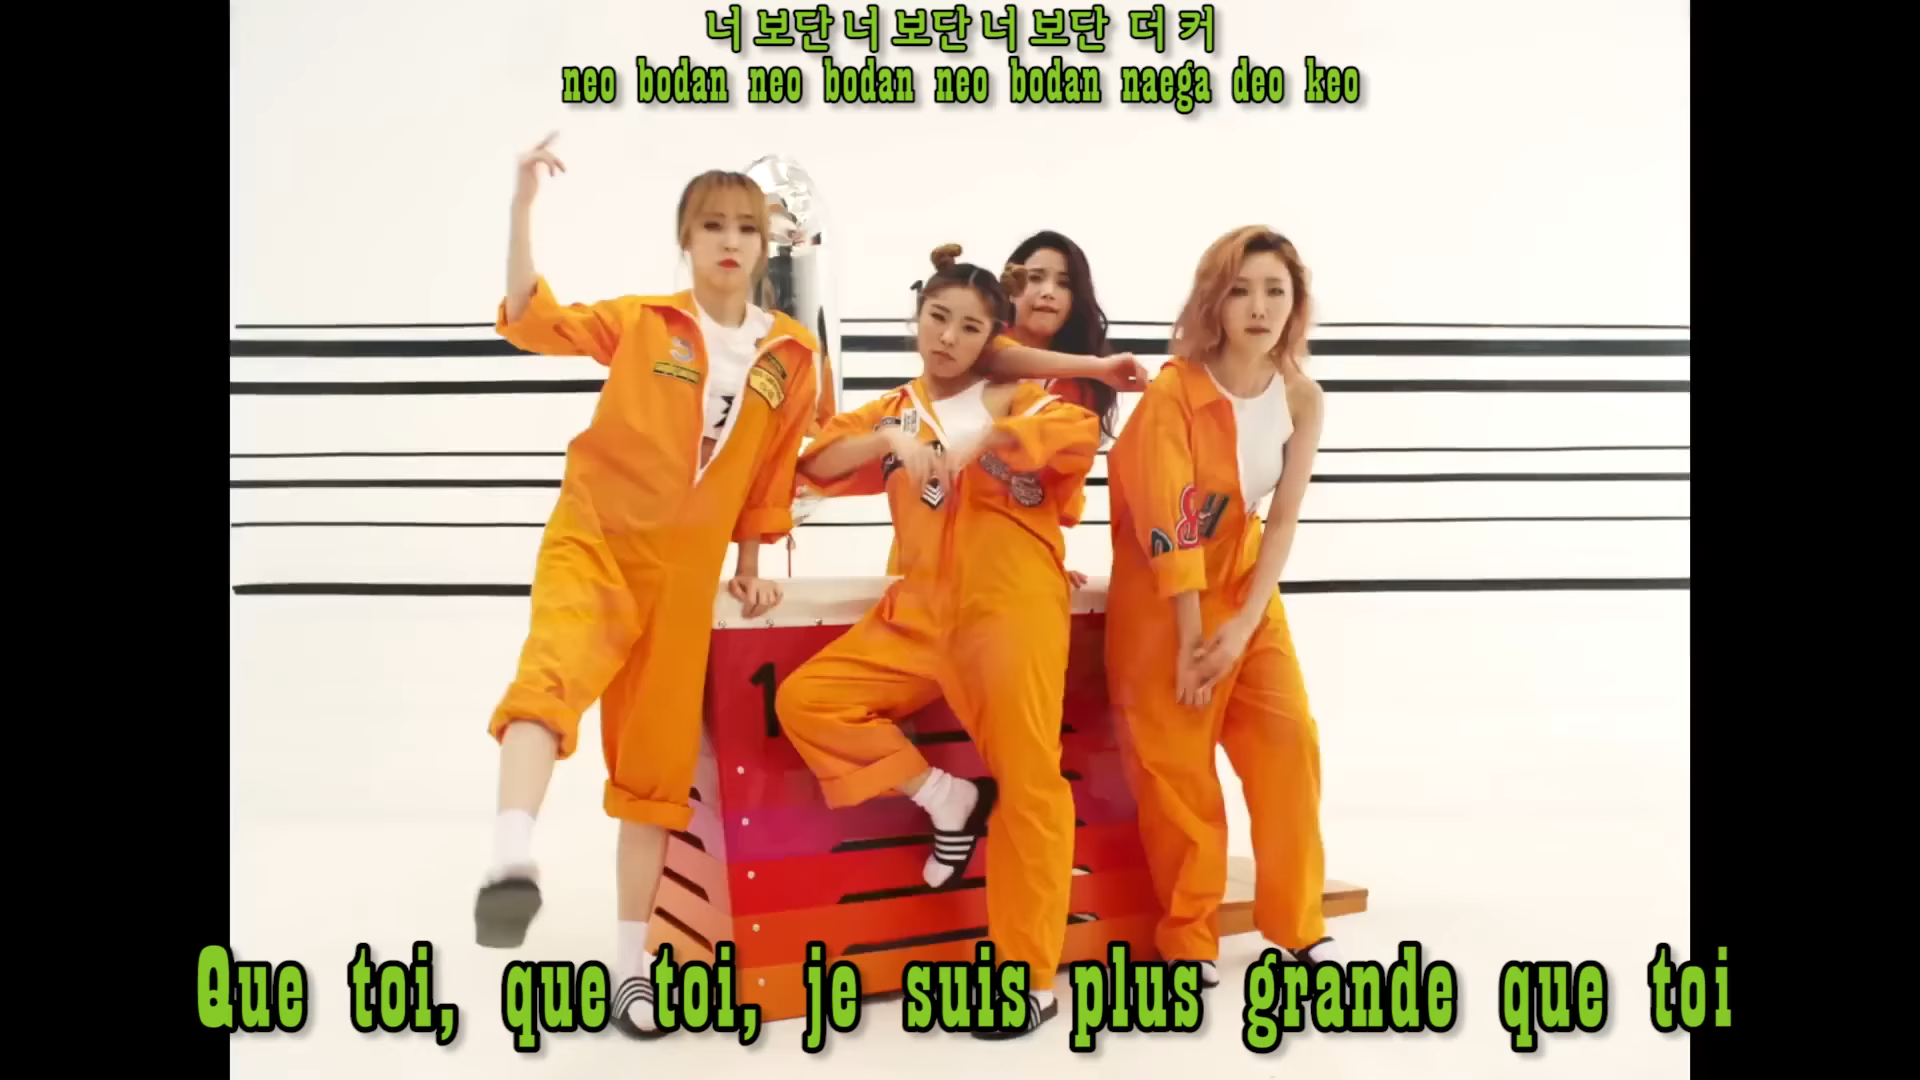 너 보단 너 보단 너 보단 더 커
neo bodan neo bodan neo bodan naega deo keo
1
&H
Que toi, que toi, je suis plus grande que toi